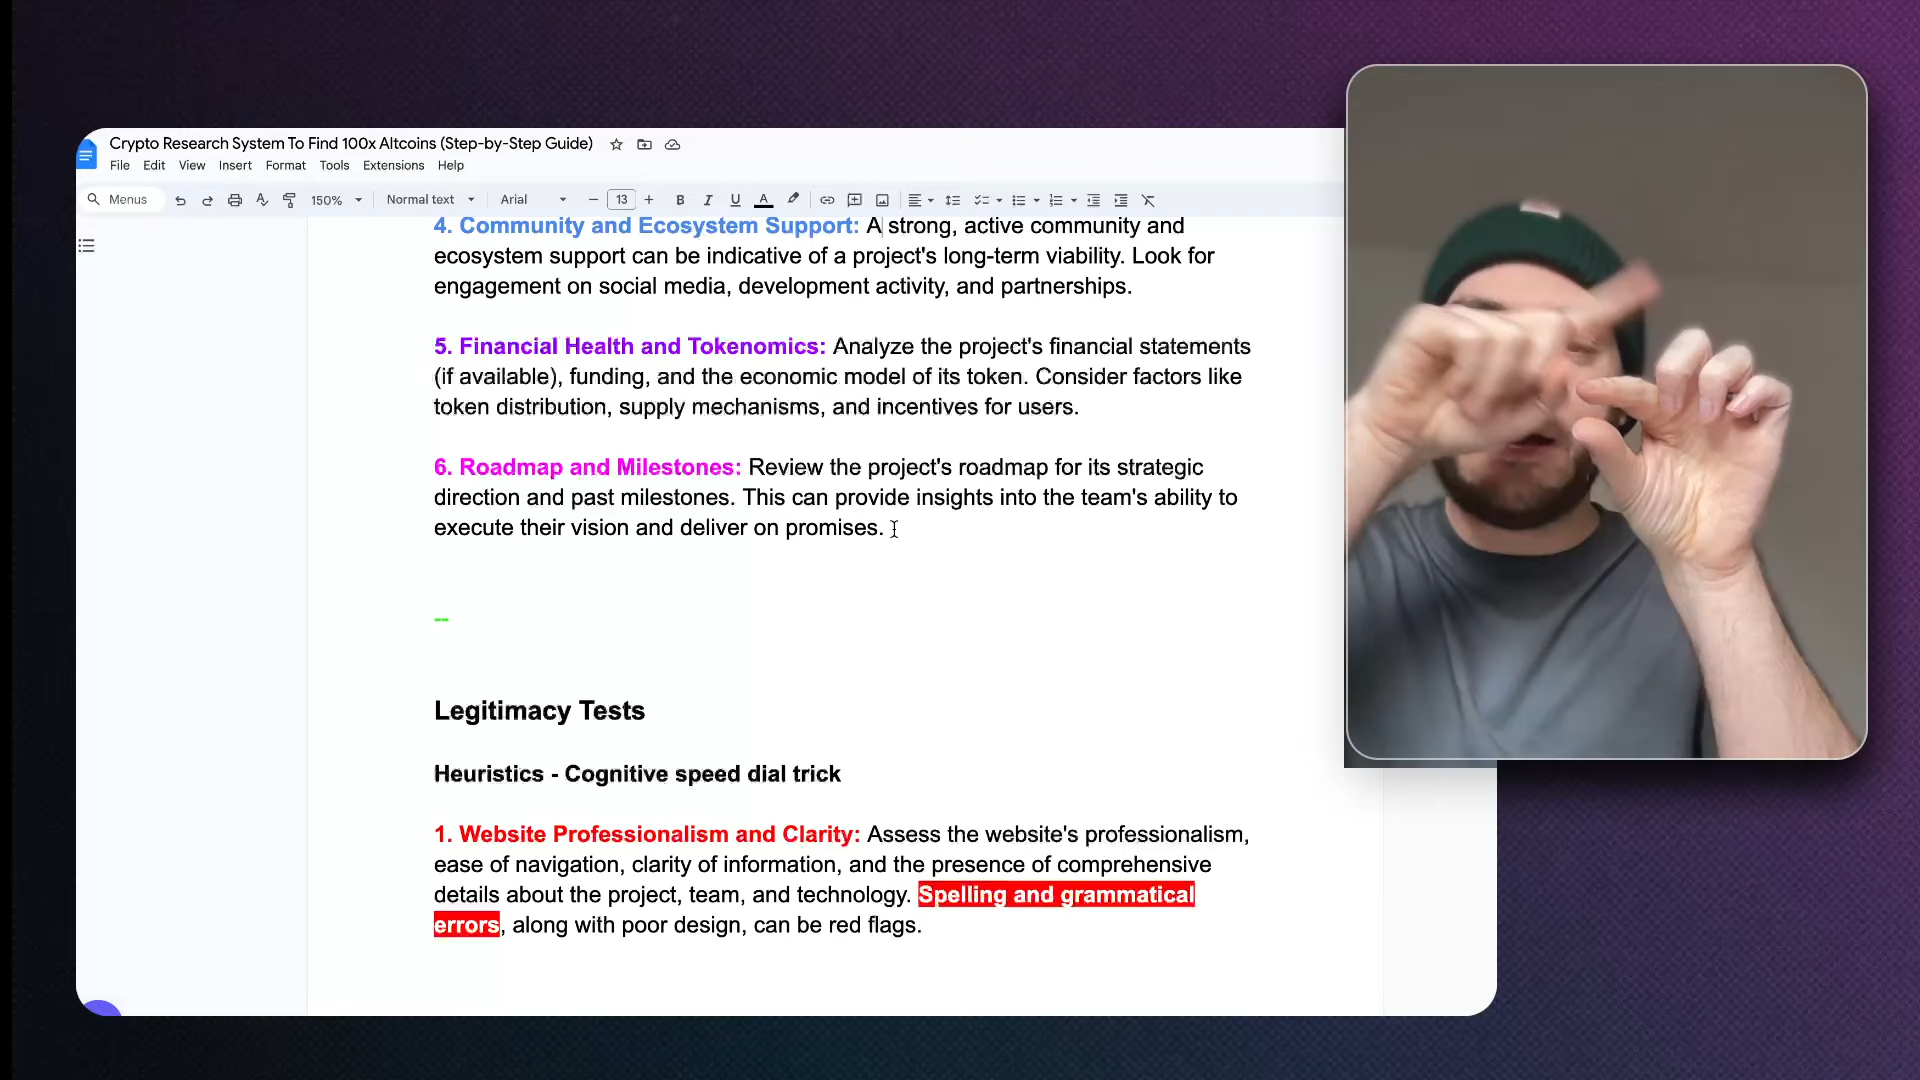 Crypto Research System To Find 100x Altcoins (Step-by-Step Guide)
File Edit View Insert Format Tools Extensions Help
Menus 150% Normal text Arial 13
4. Community and Ecosystem Support: A strong, active community and
ecosystem support can be indicative of a project's long-term viability. Look for
engagement on social media, development activity, and partnerships.
5. Financial Health and Tokenomics: Analyze the project's financial statements
(if available), funding, and the economic model of its token. Consider factors like
token distribution, supply mechanisms, and incentives for users.
6. Roadmap and Milestones: Review the project's roadmap for its strategic
direction and past milestones. This can provide insights into the team's ability to
execute their vision and deliver on promises.
--
Legitimacy Tests
Heuristics - Cognitive speed dial trick
1. Website Professionalism and Clarity: Assess the website's professionalism,
ease of navigation, clarity of information, and the presence of comprehensive
details about the project, team, and technology. Spelling and grammatical
errors, along with poor design, can be red flags.